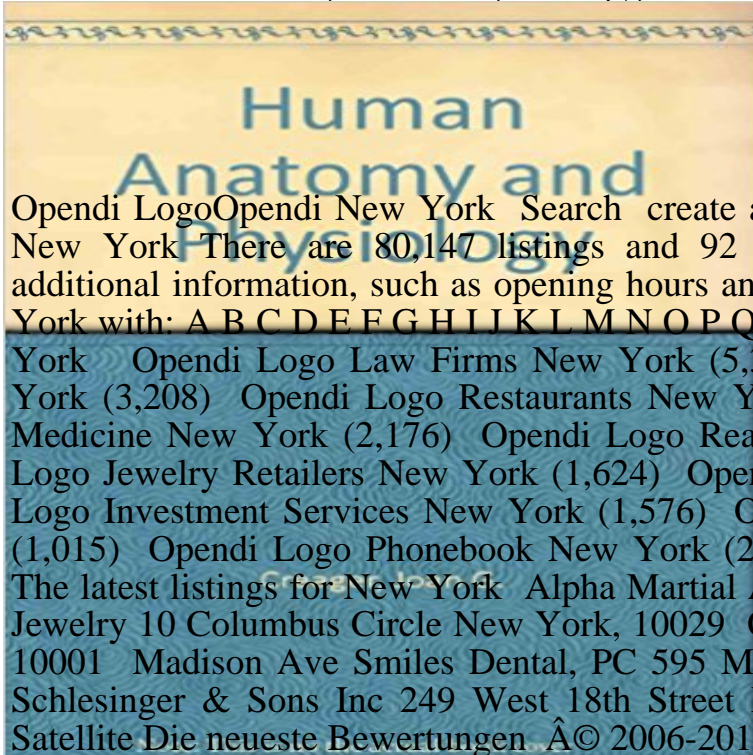 Human
Anatomy and
Physiology
Opendi LogoOpendi New York Search create a
New York There are 80,147 listings and 92
additional information, such as opening hours an
York with: A B C D E F G H I J K L M N O P Q
York Opendi Logo Law Firms New York (5,
York (3,208) Opendi Logo Restaurants New Y
Medicine New York (2,176) Opendi Logo Rea
Logo Jewelry Retailers New York (1,624) Oper
Logo Investment Services New York (1,576)
(1,015) Opendi Logo Phonebook New York (2
Creager, Joan G.
The latest listings for New York Alpha Martial A
Jewelry 10 Columbus Circle New York, 10029
10001 Madison Ave Smiles Dental, PC 595 M
Schlesinger & Sons Inc 249 West 18th Street
Satellite Die neueste Bewertungen Â© 2006-201